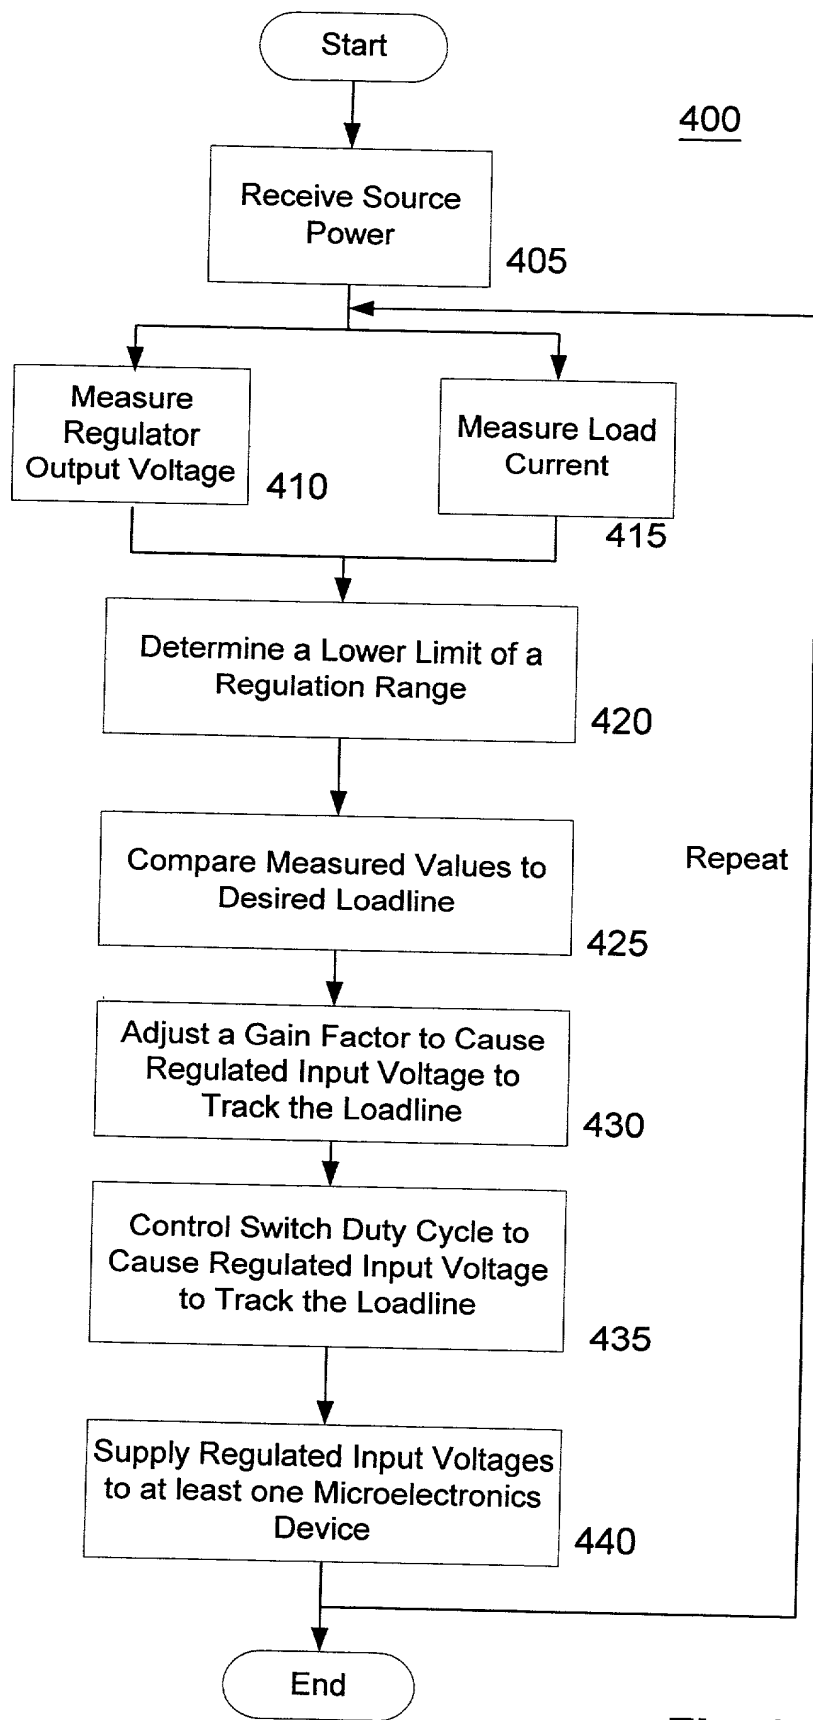 Start
400
Receive Source
Power
405
Measure
Regulator
Output Voltage
410
Measure Load
Current
415
Determine a Lower Limit of a
Regulation Range
420
Compare Measured Values to
Desired Loadline
425
Repeat
Adjust a Gain Factor to Cause
Regulated Input Voltage to
Track the Loadline
430
Control Switch Duty Cycle to
Cause Regulated Input Voltage
to Track the Loadline
435
Supply Regulated Input Voltages
to at least one Microelectronics
Device
440
End